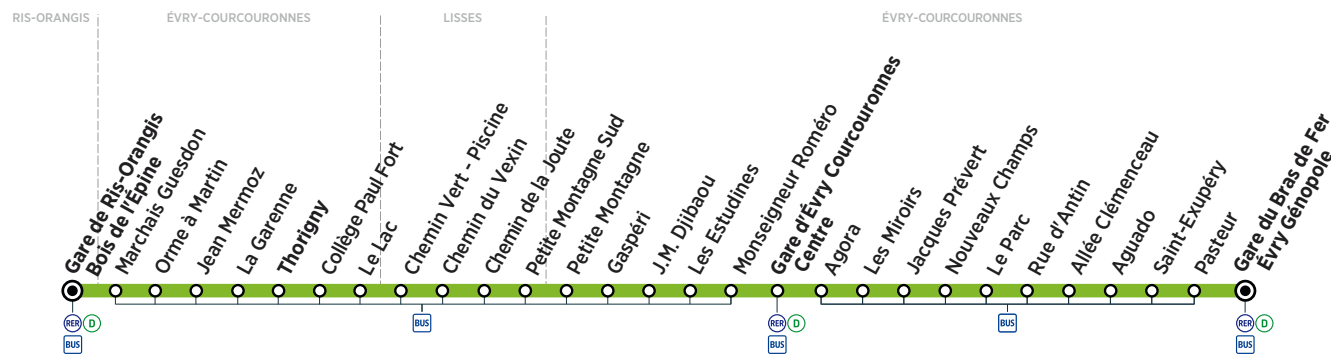 RIS-ORANGIS
ÉVRY-COURCOURONNES
LISSES
ÉVRY-COURCOURONNES
Gare de Ris-Orangis
Bois de l'Épine
Marchais Guesdon
Orme à Martin
Jean Mermoz
La Garenne
Thorigny
Collège Paul Fort
Le Lac
Chemin Vert - Piscine
Chemin du Vexin
Chemin de la Joute
Petite Montagne Sud
Petite Montagne
Gaspéri
J.M. Djibaou
Les Estudines
Monseigneur Roméro
Gare d'Évry Courcouronnes
Centre
Agora
Les Miroirs
Jacques Prévert
Nouveaux Champs
Le Parc
Rue d'Antin
Allée Clémenceau
Aguado
Saint-Exupéry
Pasteur
Gare du Bras de Fer
Évry Génopole
RER D
BUS
BUS
RER D
BUS
BUS
RER D
BUS